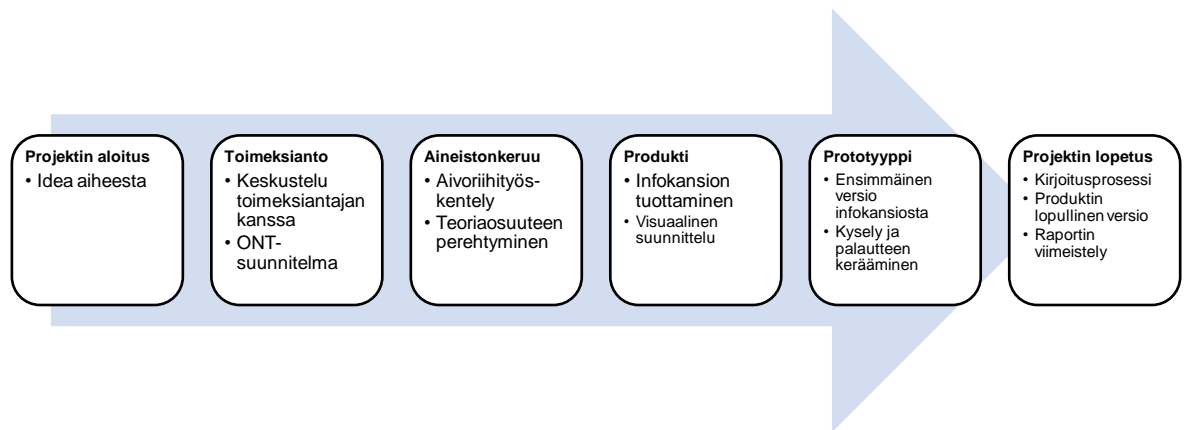 Projektin aloitus
• Idea aiheesta
Toimeksianto
• Keskustelu
toimeksiantajan
kanssa
• ONT-
suunnitelma
Aineistonkeruu
• Aivoriihityös-
kentely
• Teoriaosuuteen
perehtyminen
Produkti
• Infokansion
tuottaminen
• Visuaalinen
suunnittelu
Prototyyppi
• Ensimmäinen
versio
infokansiosta
• Kysely ja
palautteen
kerääminen
Projektin lopetus
• Kirjoitusprosessi
• Produktin
lopullinen versio
• Raportin
viimeistely